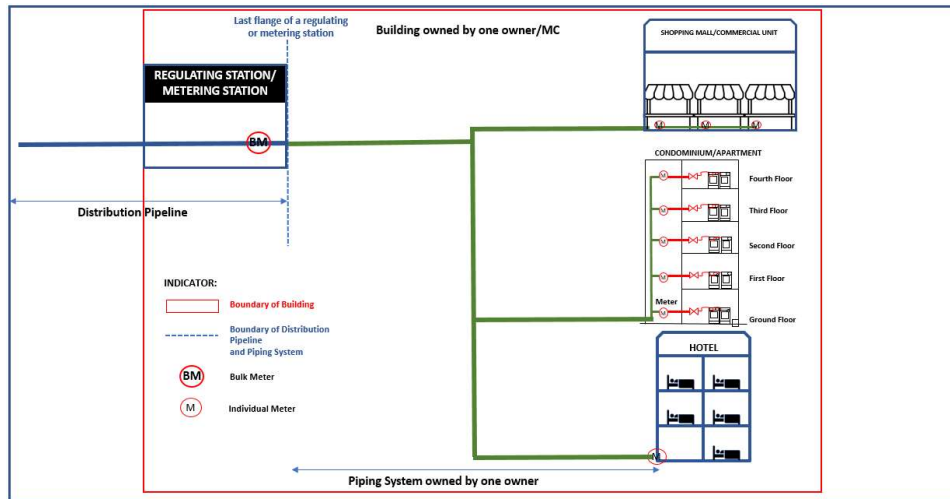 Last flange of a regulating
or metering station
Building owned by one owner/MC
SHOPPING MALL/COMMERCIAL UNIT
REGULATING STATION/
METERING STATION
BM
M M M
CONDOMINIUM/APARTMENT
M
Fourth Floor
M
Third Floor
M
Second Floor
M
First Floor
Meter
M
Ground Floor
Distribution Pipeline
INDICATOR:
Boundary of Building
Boundary of Distribution
Pipeline
and Piping System
BM
Bulk Meter
M
Individual Meter
HOTEL
M
Piping System owned by one owner